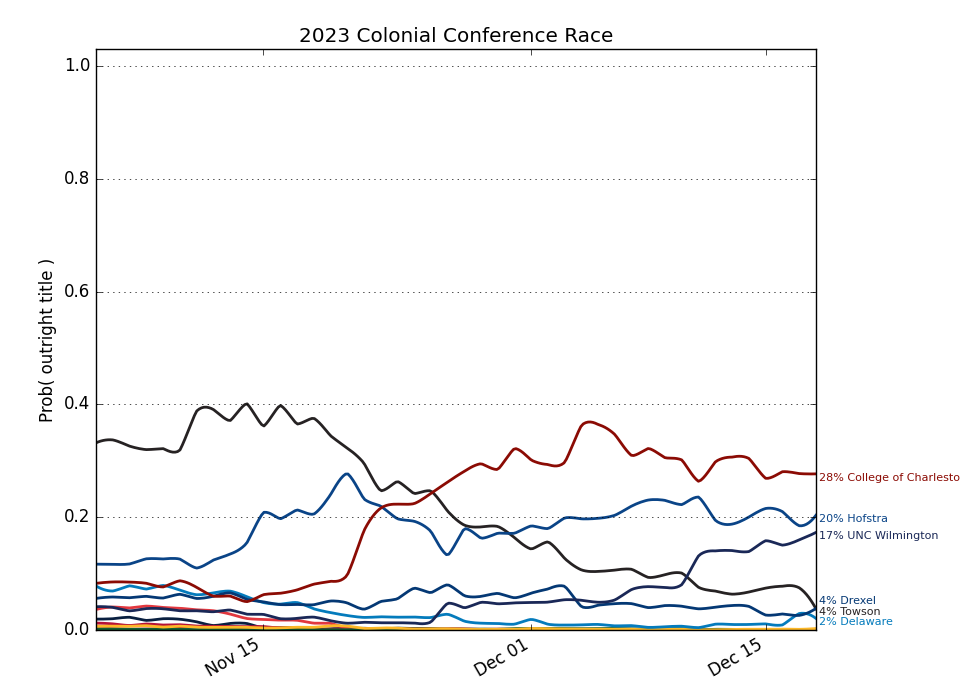 2023 Colonial Conference Race
Prob( outright title )
1.0
0.8
0.6
0.4
0.2
0.0
Nov 15
Dec 01
Dec 15
28% College of Charlesto
20% Hofstra
17% UNC Wilmington
4% Drexel
4% Towson
2% Delaware